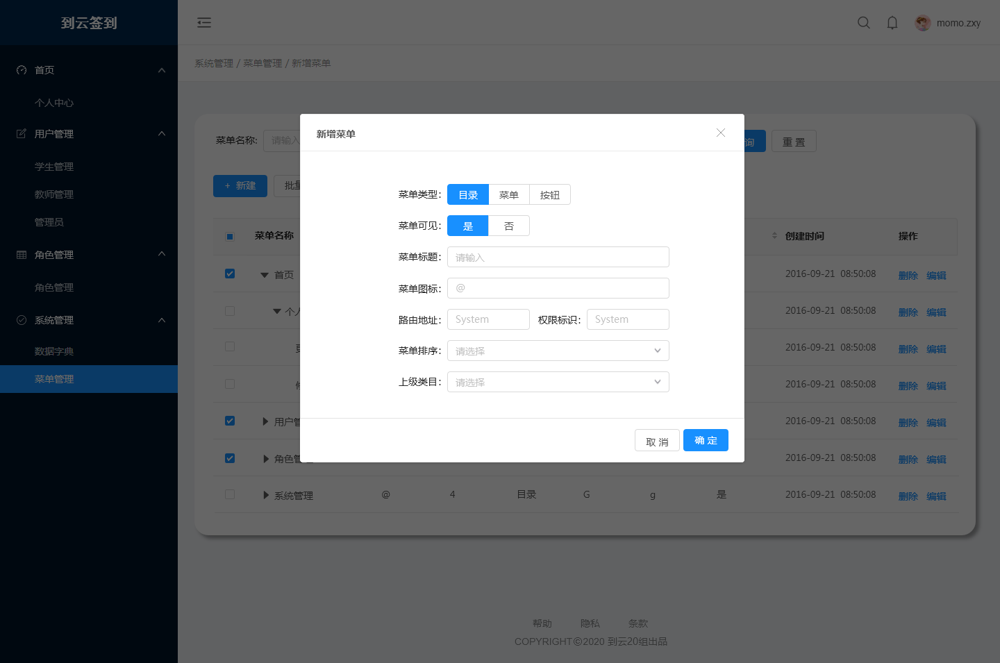 到云签到
momo.zxy
系统管理 / 菜单管理 / 新增菜单
首页
个人中心
用户管理
学生管理
教师管理
管理员
角色管理
角色管理
系统管理
数据字典
菜单管理
菜单名称: 请输入
询 重 置
+ 新建 批量
菜单名称 创建时间 操作
首页 2016-09-21 08:50:08 删除 编辑
个人 2016-09-21 08:50:08 删除 编辑
2016-09-21 08:50:08 删除 编辑
2016-09-21 08:50:08 删除 编辑
用户管 2016-09-21 08:50:08 删除 编辑
角色管理 2016-09-21 08:50:08 删除 编辑
系统管理 @ 4 目录 G g 是 2016-09-21 08:50:08 删除 编辑
新增菜单
菜单类型: 目录 菜单 按钮
菜单可见: 是 否
菜单标题: 请输入
菜单图标: @
路由地址: System 权限标识: System
菜单排序: 请选择
上级类目: 请选择
取 消 确 定
帮助 隐私 条款
COPYRIGHT©2020 到云20组出品